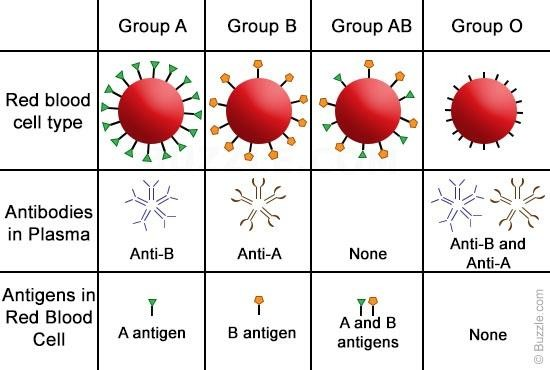 Group A Group B Group AB Group O
Red blood
cell type
Antibodies
in Plasma
Anti-B
Anti-A
None
Anti-B and
Anti-A
Antigens in
Red Blood
Cell
A antigen
B antigen
A and B
antigens
None
© Buzzle.com